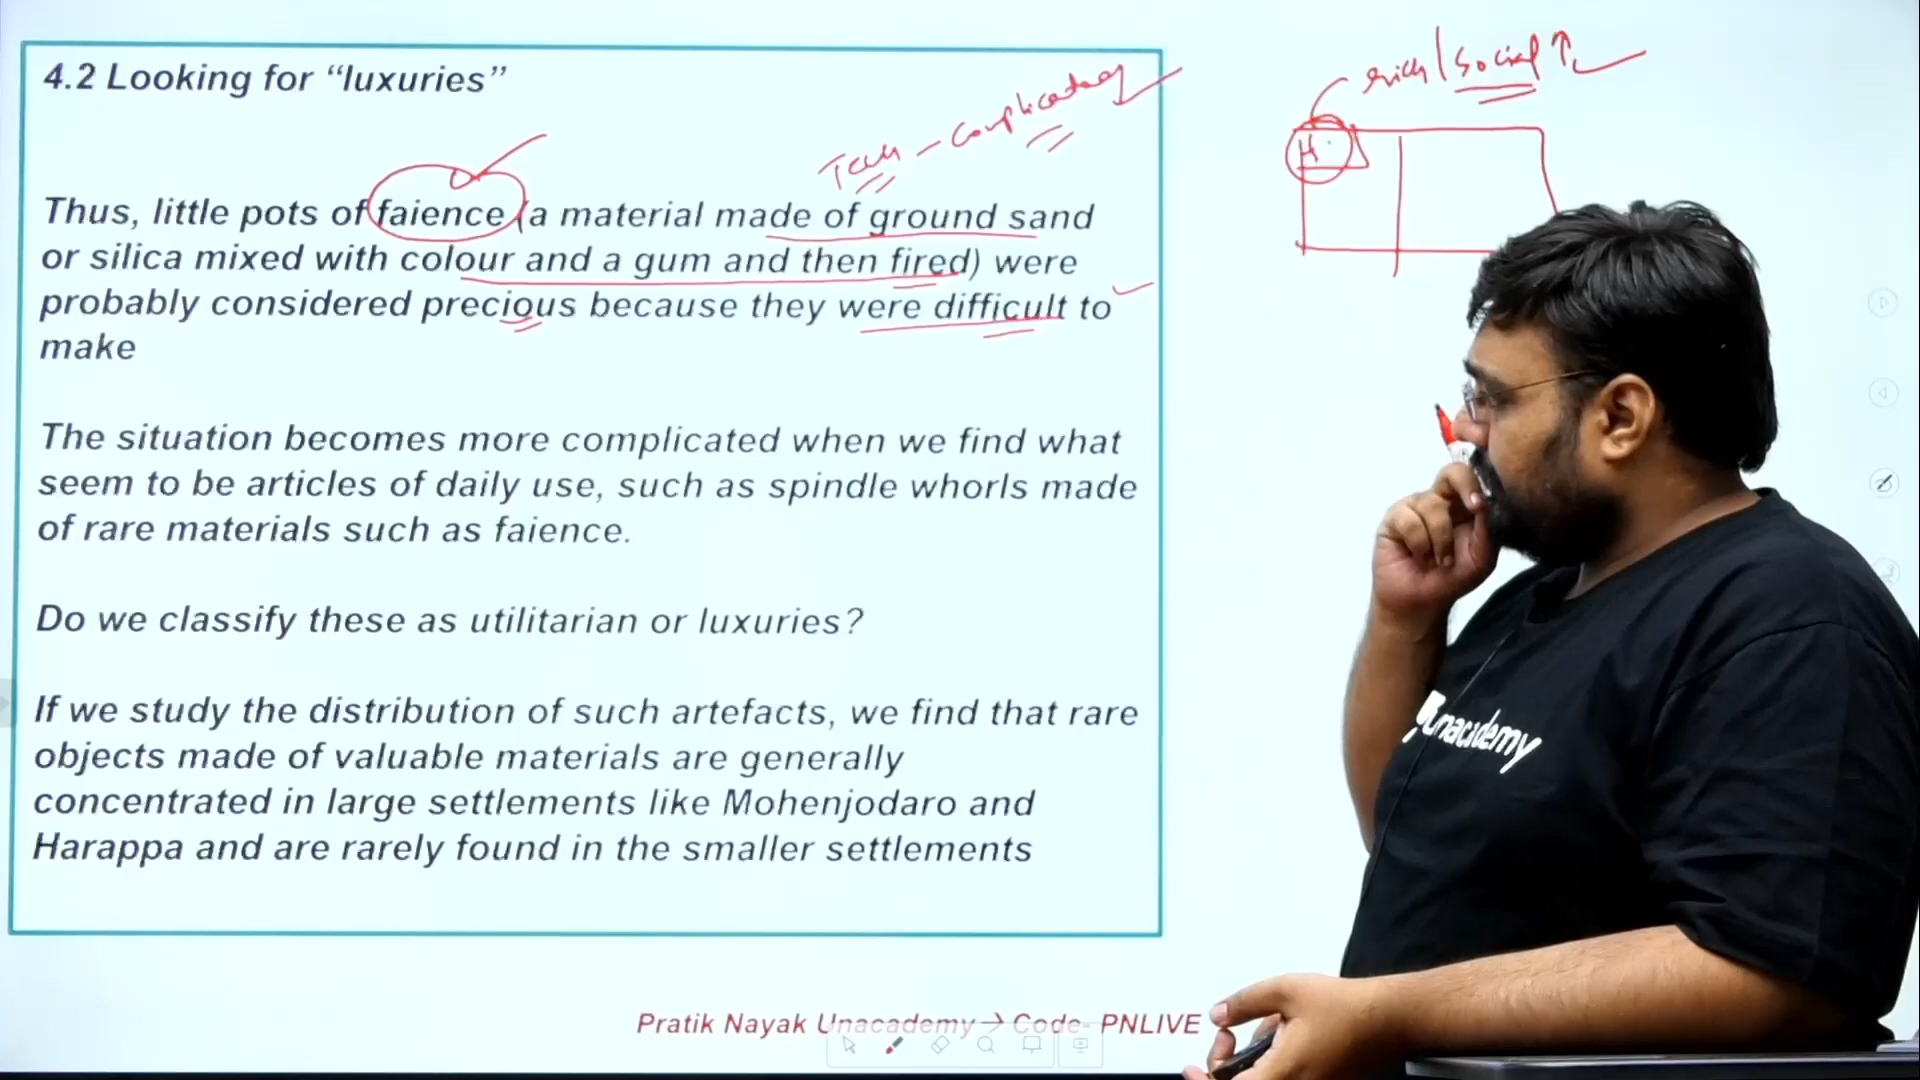 4.2 Looking for “luxuries”
Tech - Complicated
rich/Social ↑
H
Thus, little pots of faience (a material made of ground sand
or silica mixed with colour and a gum and then fired) were
probably considered precious because they were difficult to
make
The situation becomes more complicated when we find what
seem to be articles of daily use, such as spindle whorls made
of rare materials such as faience.
Do we classify these as utilitarian or luxuries?
If we study the distribution of such artefacts, we find that rare
objects made of valuable materials are generally
concentrated in large settlements like Mohenjodaro and
Harappa and are rarely found in the smaller settlements
unacademy
Pratik Nayak Unacademy→ Code- PNLIVE